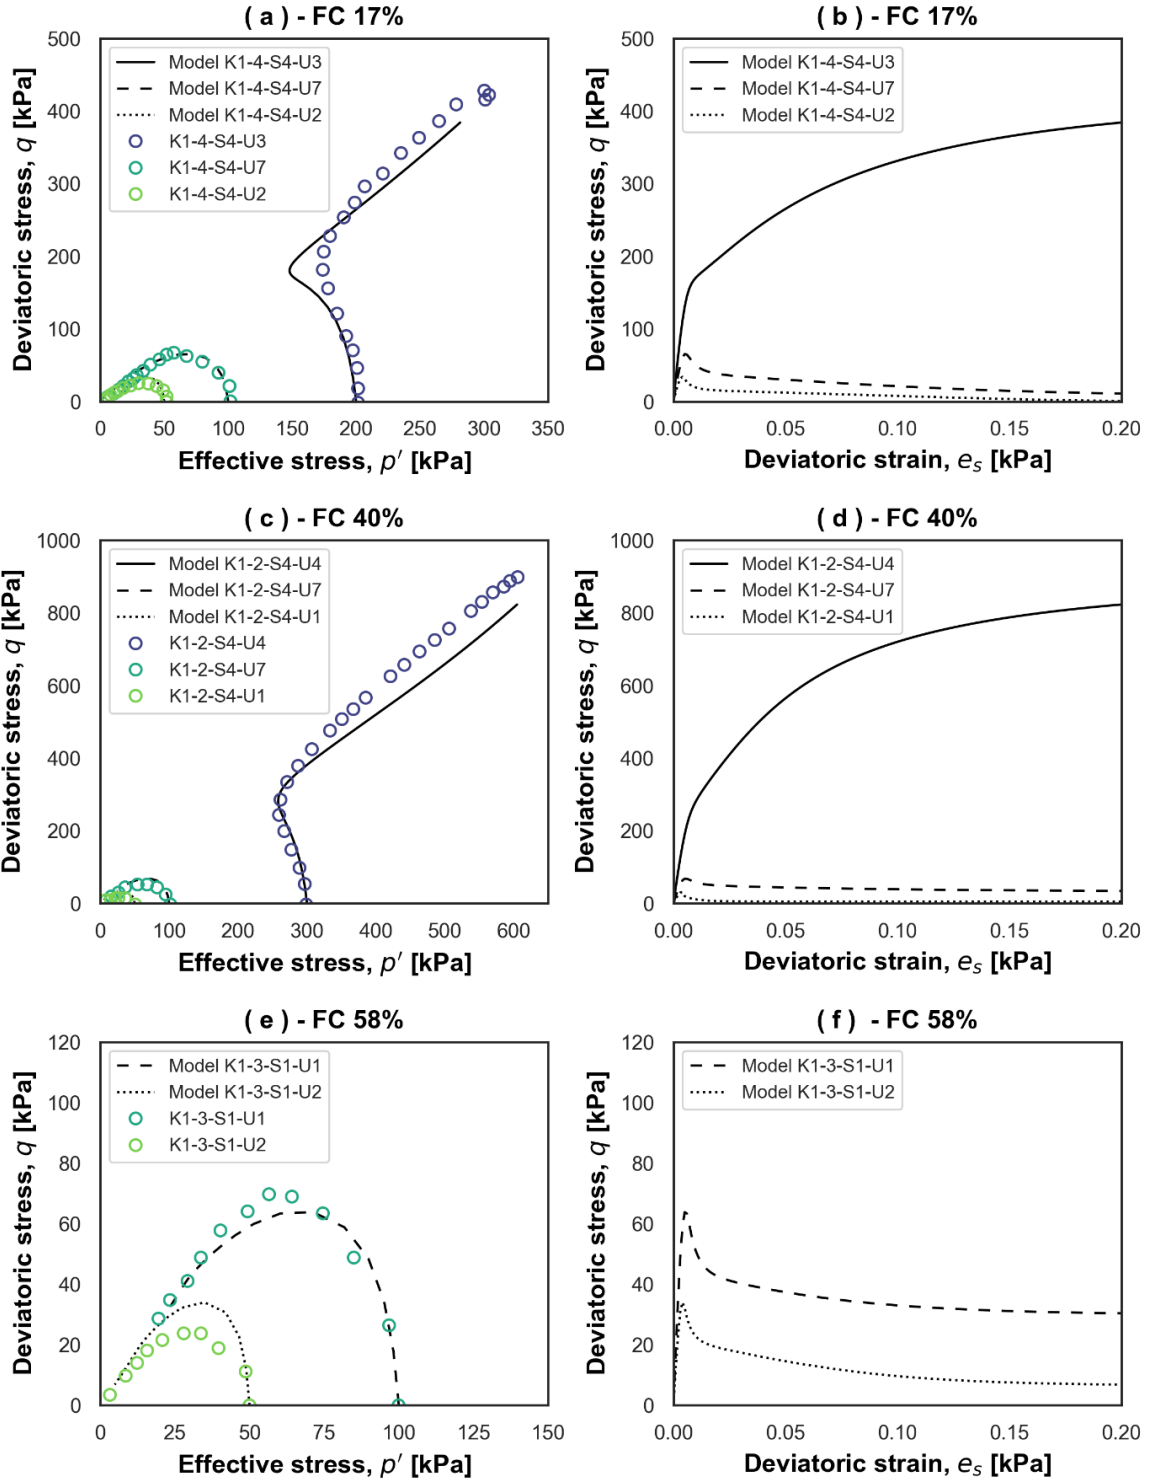 ( a ) - FC 17%
500
400
300
200
100
0
Deviatoric stress, q [kPa]
Model K1-4-S4-U3
Model K1-4-S4-U7
Model K1-4-S4-U2
K1-4-S4-U3
K1-4-S4-U7
K1-4-S4-U2
0 50 100 150 200 250 300 350
Effective stress, p′ [kPa]
( b ) - FC 17%
500
400
300
200
100
0
Deviatoric stress, q [kPa]
Model K1-4-S4-U3
Model K1-4-S4-U7
Model K1-4-S4-U2
0.00 0.05 0.10 0.15 0.20
Deviatoric strain, es [kPa]
( c ) - FC 40%
1000
800
600
400
200
0
Deviatoric stress, q [kPa]
Model K1-2-S4-U4
Model K1-2-S4-U7
Model K1-2-S4-U1
K1-2-S4-U4
K1-2-S4-U7
K1-2-S4-U1
0 100 200 300 400 500 600
Effective stress, p′ [kPa]
( d ) - FC 40%
1000
800
600
400
200
0
Deviatoric stress, q [kPa]
Model K1-2-S4-U4
Model K1-2-S4-U7
Model K1-2-S4-U1
0.00 0.05 0.10 0.15 0.20
Deviatoric strain, es [kPa]
( e ) - FC 58%
120
100
80
60
40
20
0
Deviatoric stress, q [kPa]
Model K1-3-S1-U1
Model K1-3-S1-U2
K1-3-S1-U1
K1-3-S1-U2
0 25 50 75 100 125 150
Effective stress, p′ [kPa]
( f ) - FC 58%
120
100
80
60
40
20
0
Deviatoric stress, q [kPa]
Model K1-3-S1-U1
Model K1-3-S1-U2
0.00 0.05 0.10 0.15 0.20
Deviatoric strain, es [kPa]